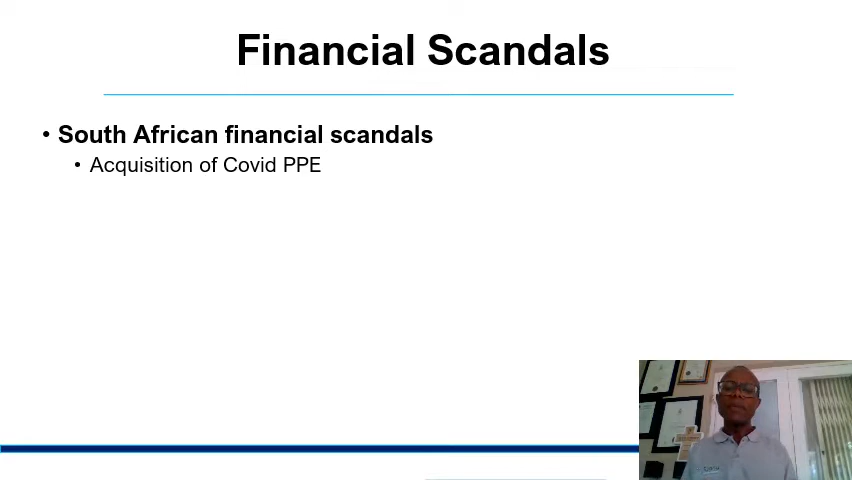 Financial Scandals
• South African financial scandals
• Acquisition of Covid PPE